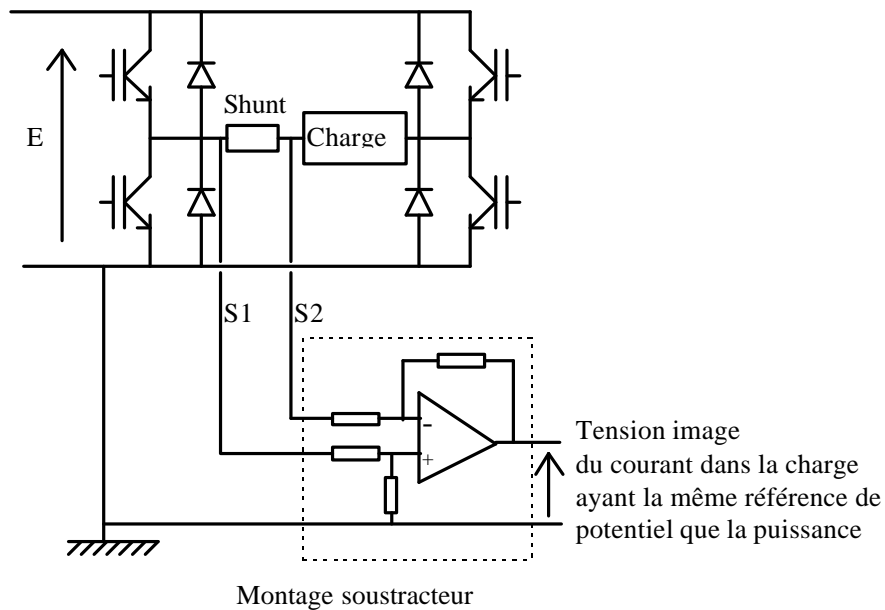 Shunt
E
Charge
S1
S2
-
+
Tension image
du courant dans la charge
ayant la même référence de
potentiel que la puissance
Montage soustracteur